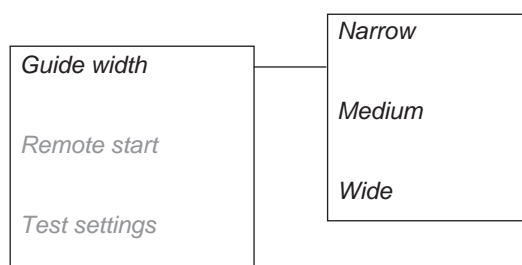 Guide width
Remote start
Test settings
Narrow
Medium
Wide